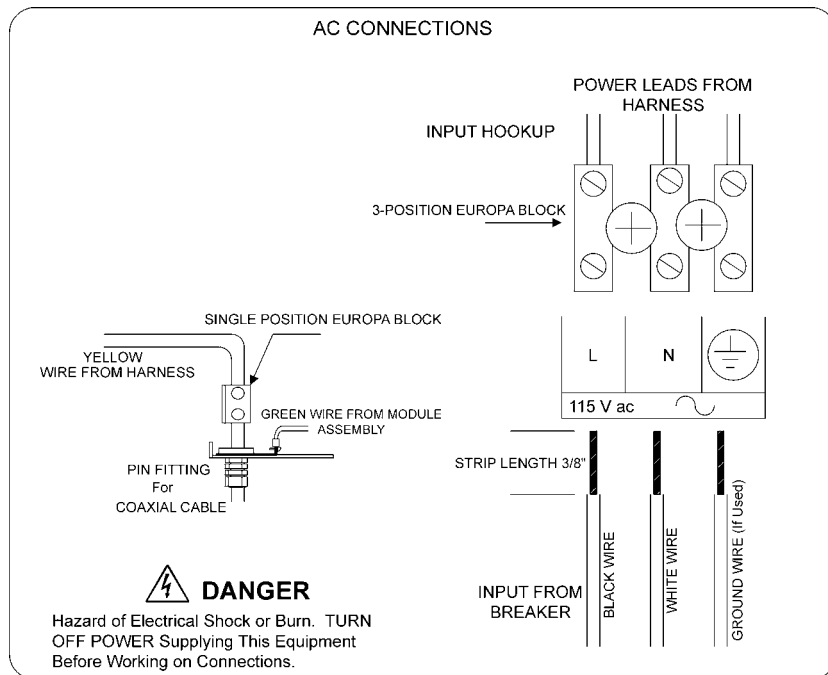 AC CONNECTIONS
POWER LEADS FROM
HARNESS
INPUT HOOKUP
3-POSITION EUROPA BLOCK
SINGLE POSITION EUROPA BLOCK
YELLOW
WIRE FROM HARNESS
GREEN WIRE FROM MODULE
ASSEMBLY
PIN FITTING
For
COAXIAL CABLE
L
N
115 V ac
STRIP LENGTH 3/8"
INPUT FROM
BREAKER
BLACK WIRE
WHITE WIRE
GROUND WIRE (If Used)
DANGER
Hazard of Electrical Shock or Burn. TURN
OFF POWER Supplying This Equipment
Before Working on Connections.